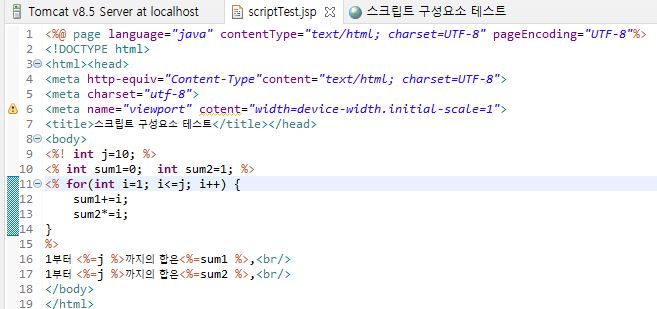 Tomcat v8.5 Server at localhost scriptTest.jsp 스크립트 구성요소 테스트
1 <%@ page language="java" contentType="text/html; charset=UTF-8" pageEncoding="UTF-8"%>
2 <!DOCTYPE html>
3 <html><head>
4 <meta http-equiv="Content-Type"content="text/html; charset=UTF-8">
5 <meta charset="utf-8">
6 <meta name="viewport" cotent="width=device-width.initial-scale=1">
7 <title>스크립트 구성요소 테스트</title></head>
8 <body>
9 <%! int j=10; %>
10 <% int sum1=0;  int sum2=1; %>
11 <% for(int i=1; i<=j; i++) {
12     sum1+=i;
13     sum2*=i;
14 }
15 %>
16 1부터 <%=j %>까지의 합은<%=sum1 %>,<br/>
17 1부터 <%=j %>까지의 합은<%=sum2 %>,<br/>
18 </body>
19 </html>